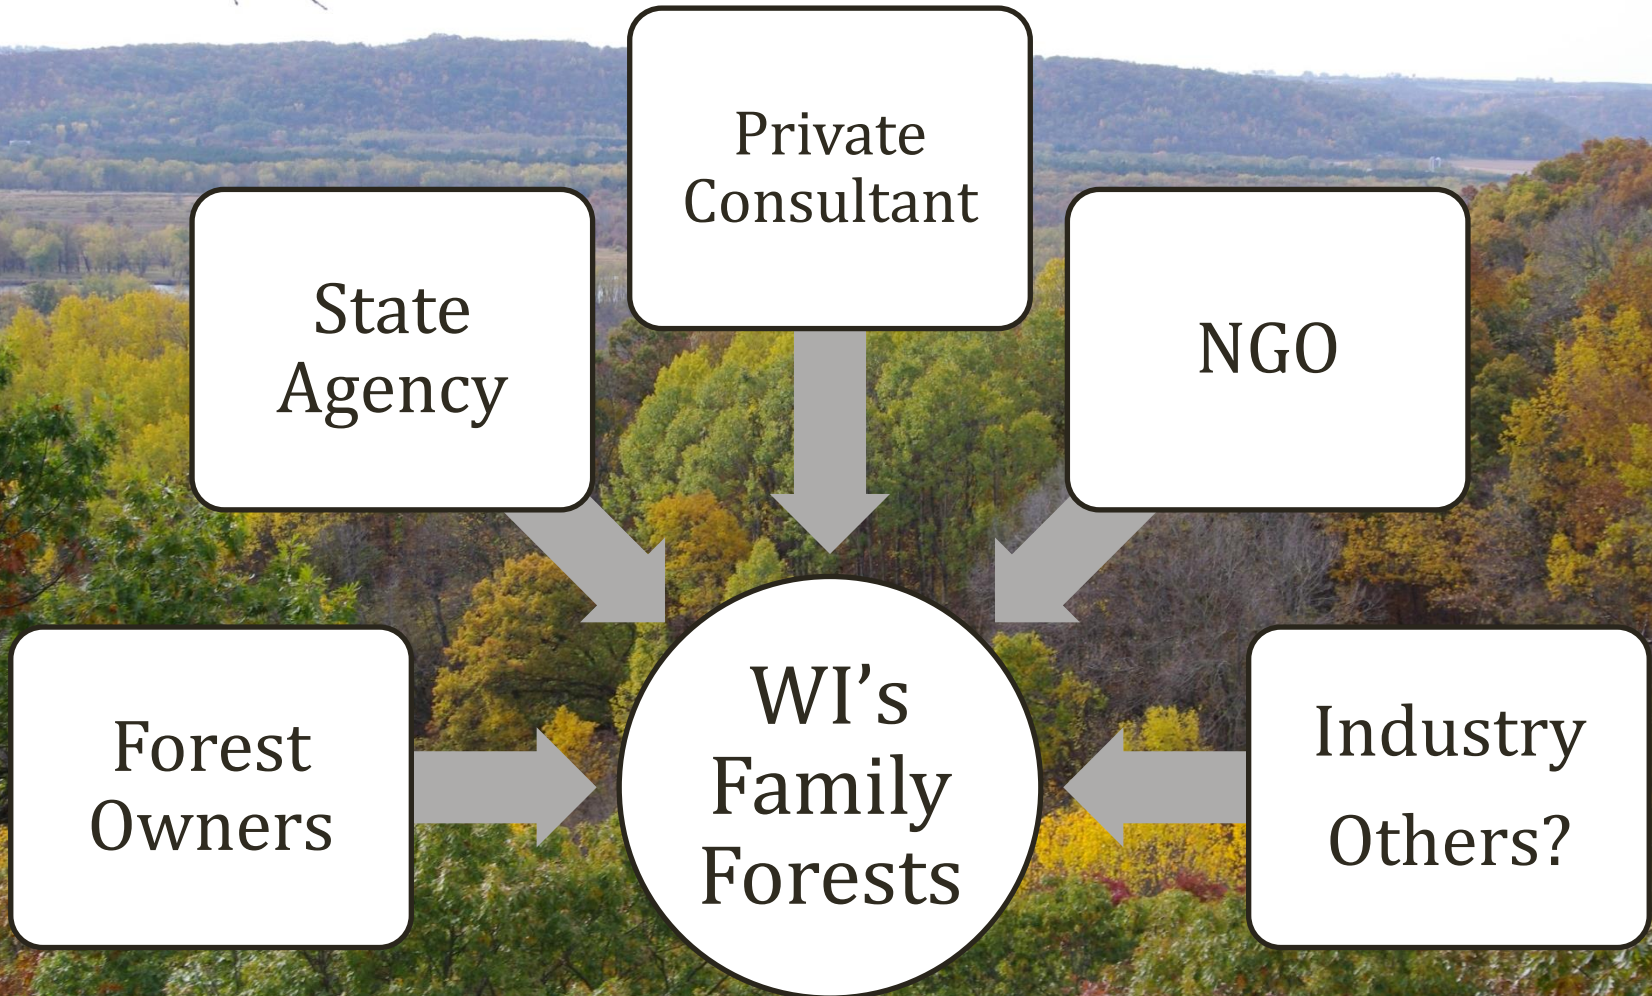 Private
Consultant
State
Agency
NGO
Forest
Owners
WI’s
Family
Forests
Industry
Others?